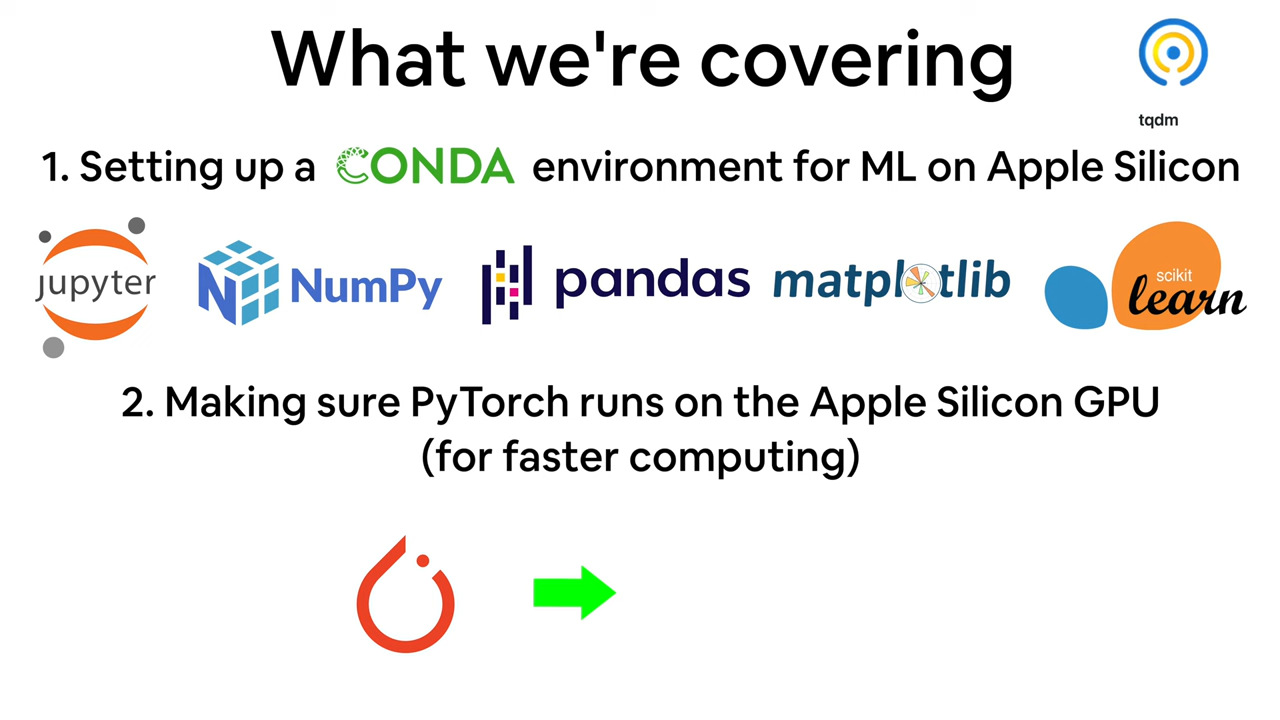 What we're covering
tqdm
1. Setting up a CONDA environment for ML on Apple Silicon
jupyter
NumPy
pandas
matplotlib
scikit
learn
2. Making sure PyTorch runs on the Apple Silicon GPU
(for faster computing)